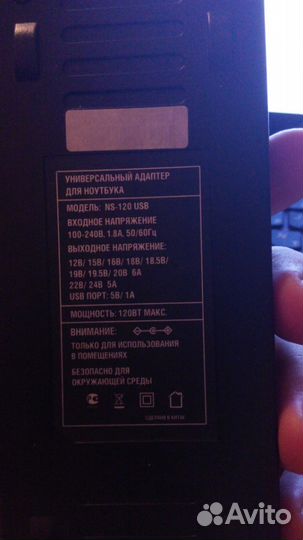 УНИВЕРСАЛЬНЫЙ АДАПТЕР
ДЛЯ НОУТБУКА
МОДЕЛЬ: NS-120 USB
ВХОДНОЕ НАПРЯЖЕНИЕ
100-240В, 1.8А, 50/60Гц
ВЫХОДНОЕ НАПРЯЖЕНИЕ:
12В/ 15В/ 16В/ 18В/ 18.5В/
19В/ 19.5В/ 20В 6А
22В/ 24В 5А
USB ПОРТ: 5В/ 1А
МОЩНОСТЬ: 120ВТ МАКС.
ВНИМАНИЕ:
ТОЛЬКО ДЛЯ ИСПОЛЬЗОВАНИЯ
В ПОМЕЩЕНИЯХ
БЕЗОПАСНО ДЛЯ
ОКРУЖАЮЩЕЙ СРЕДЫ
СДЕЛАНО В КИТАЕ
Avito